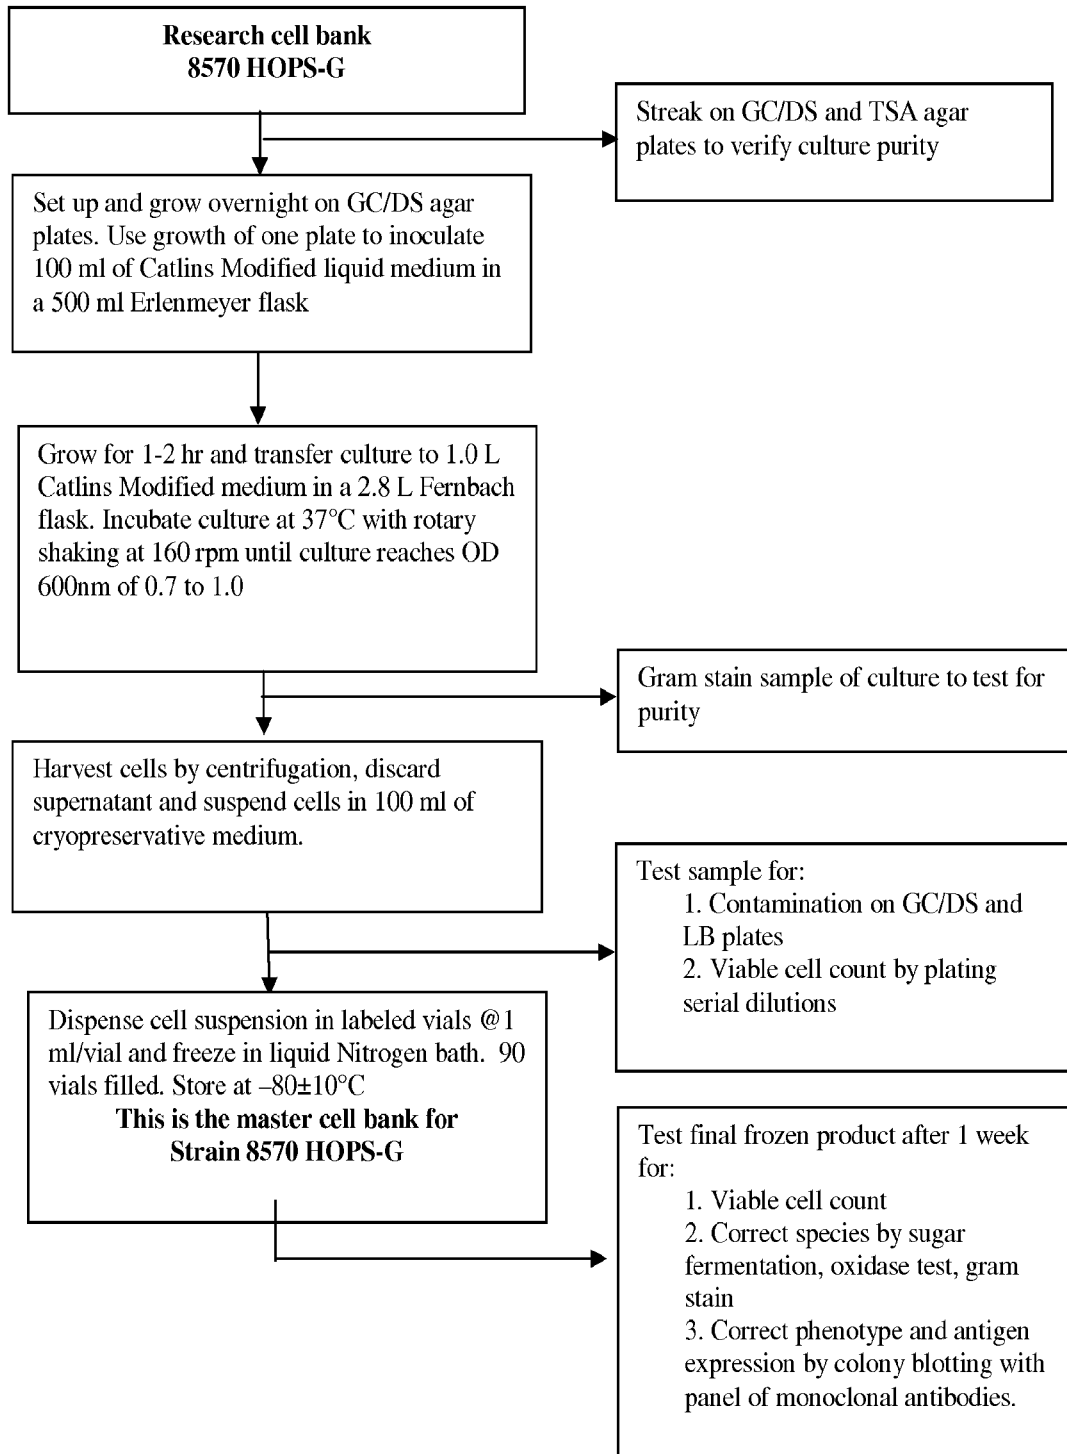 Research cell bank
8570 HOPS-G
Streak on GC/DS and TSA agar
plates to verify culture purity
Set up and grow overnight on GC/DS agar
plates. Use growth of one plate to inoculate
100 ml of Catlins Modified liquid medium in
a 500 ml Erlenmeyer flask
Grow for 1-2 hr and transfer culture to 1.0 L
Catlins Modified medium in a 2.8 L Fernbach
flask. Incubate culture at 37°C with rotary
shaking at 160 rpm until culture reaches OD
600nm of 0.7 to 1.0
Gram stain sample of culture to test for
purity
Harvest cells by centrifugation, discard
supernatant and suspend cells in 100 ml of
cryopreservative medium.
Test sample for:
1. Contamination on GC/DS and
LB plates
2. Viable cell count by plating
serial dilutions
Dispense cell suspension in labeled vials @1
ml/vial and freeze in liquid Nitrogen bath.  90
vials filled. Store at –80±10°C
This is the master cell bank for
Strain 8570 HOPS-G
Test final frozen product after 1 week
for:
1. Viable cell count
2. Correct species by sugar
fermentation, oxidase test, gram
stain
3. Correct phenotype and antigen
expression by colony blotting with
panel of monoclonal antibodies.